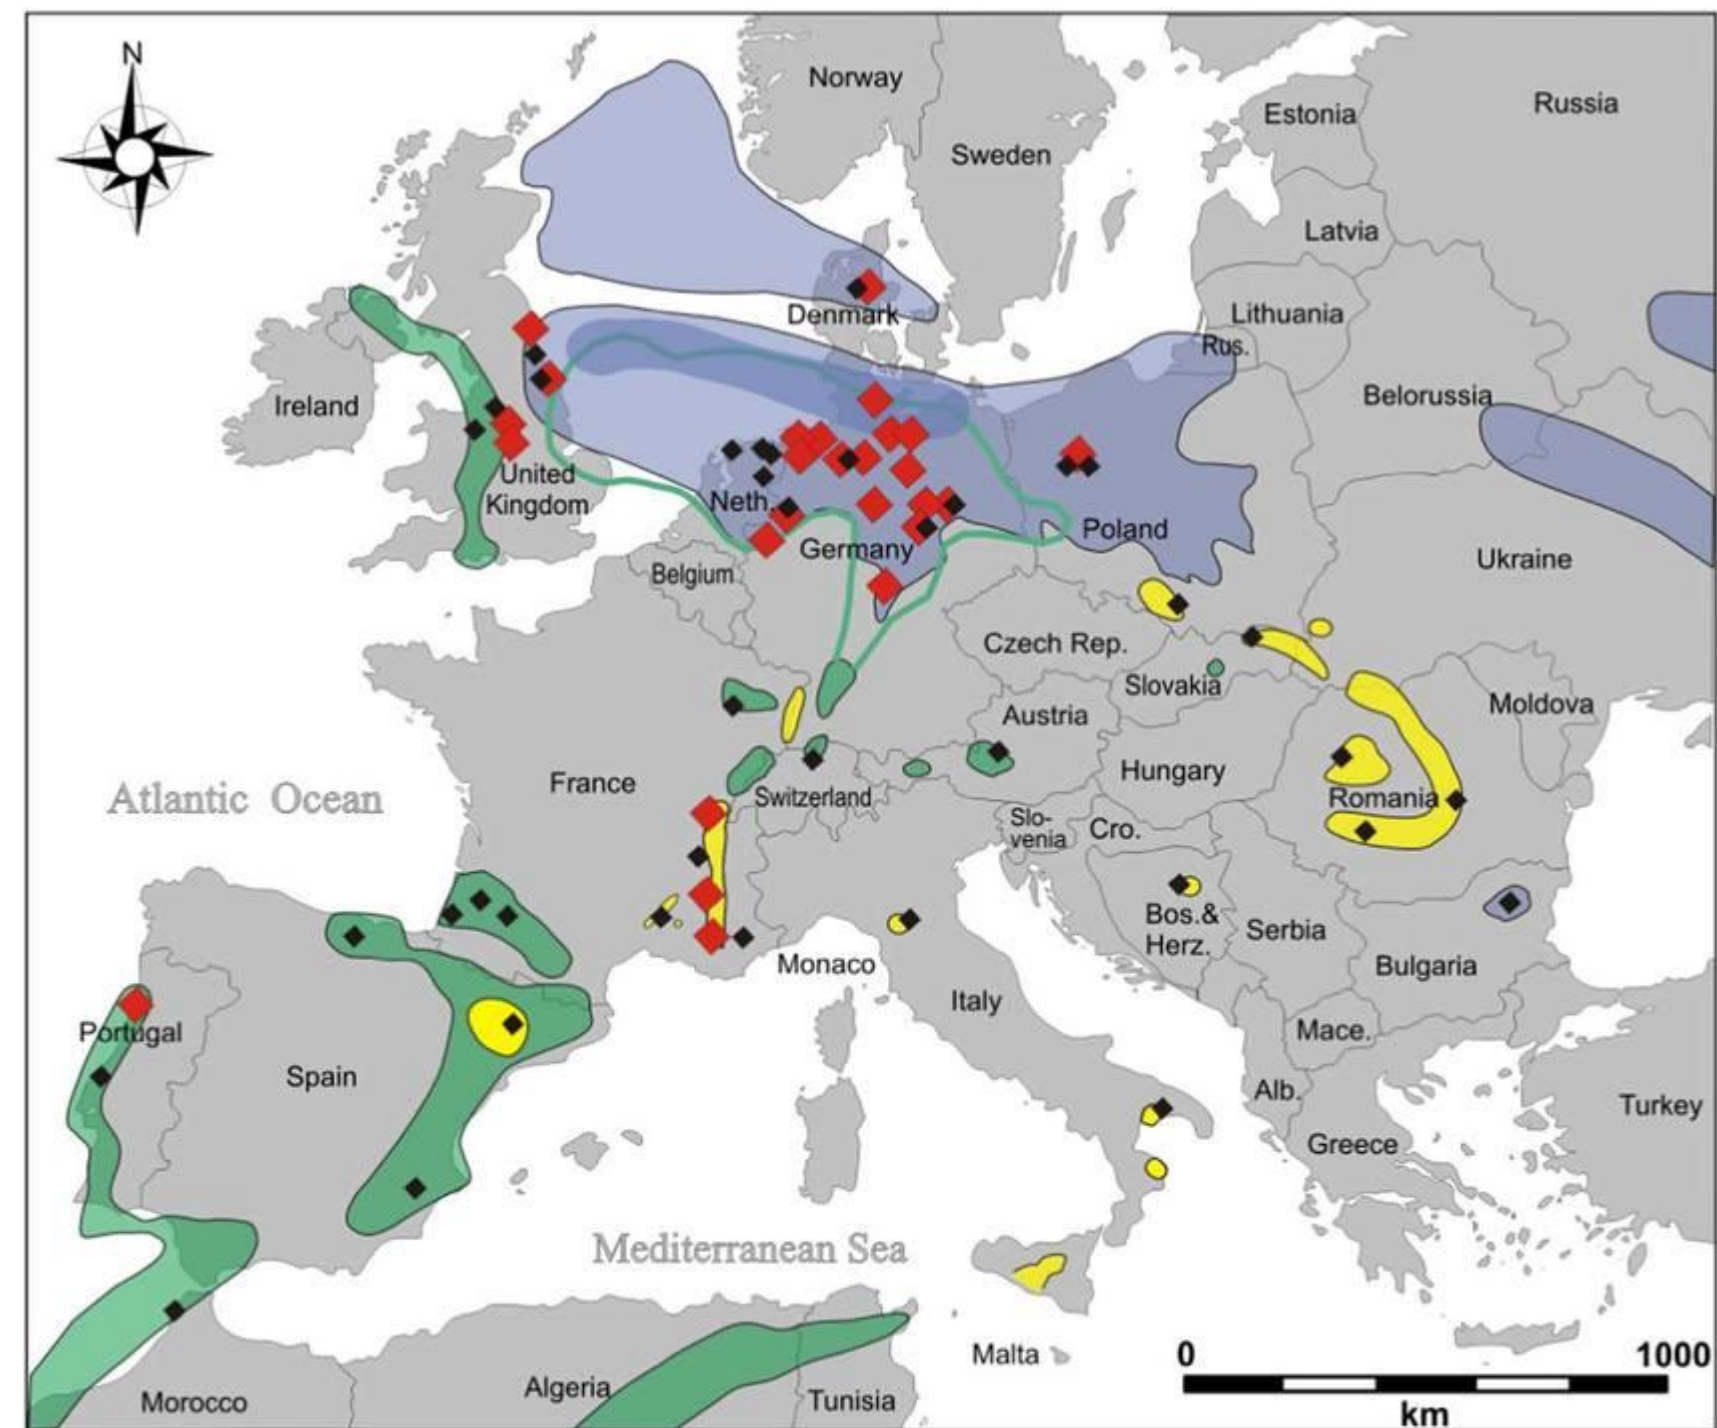 N
Norway
Sweden
Estonia
Russia
Latvia
Lithuania
Rus.
Belorussia
Denmark
Ireland
United
Kingdom
Neth.
Germany
Poland
Belgium
Ukraine
Czech Rep.
Slovakia
Moldova
Austria
Hungary
France
Switzerland
Slo-
venia
Cro.
Romania
Atlantic Ocean
Bos.&
Herz.
Serbia
Bulgaria
Monaco
Italy
Mace.
Portugal
Spain
Alb.
Greece
Turkey
Mediterranean Sea
Malta
Morocco
Algeria
Tunisia
0
1000
km